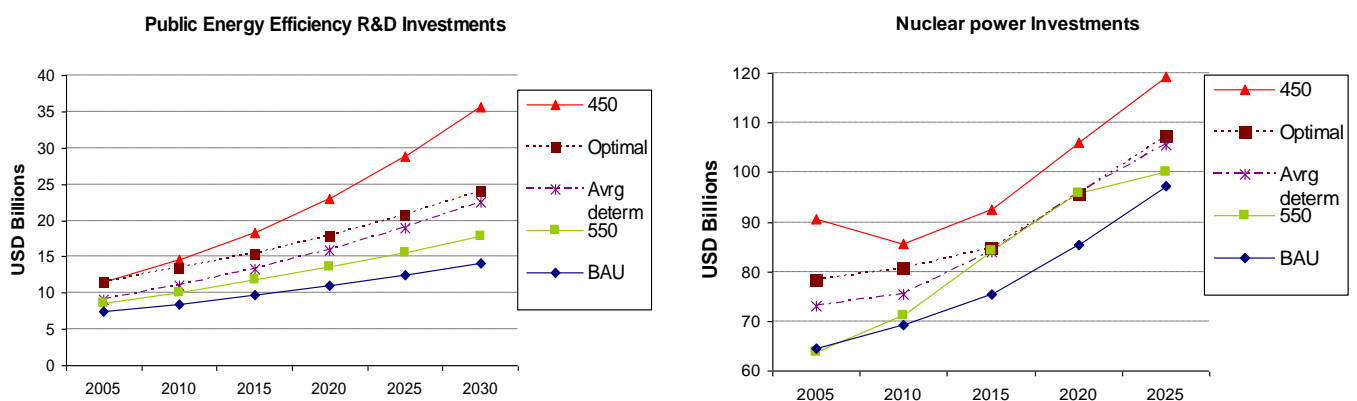 Public Energy Efficiency R&D Investments
USD Billions
40
35
30
25
20
15
10
5
0
2005 2010 2015 2020 2025 2030
450
Optimal
Avrg
determ
550
BAU
Nuclear power Investments
USD Billions
120
110
100
90
80
70
60
2005 2010 2015 2020 2025
450
Optimal
Avrg
determ
550
BAU